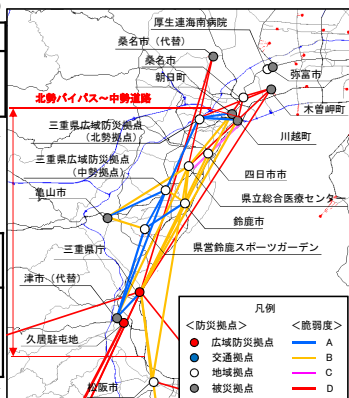 厚生連海南病院
桑名市（代替）
桑名市
朝日町
弥富市
北勢バイパス～中勢道路
木曽岬町
三重県広域防災拠点
（北勢拠点）
川越町
三重県広域防災拠点
（中勢拠点）
四日市市
亀山市
県立総合医療センター
鈴鹿市
三重県庁
県営鈴鹿スポーツガーデン
津市（代替）
久居駐屯地
松阪市
凡例
＜防災拠点＞
＜脆弱度＞
広域防災拠点
A
交通拠点
B
地域拠点
C
被災拠点
D